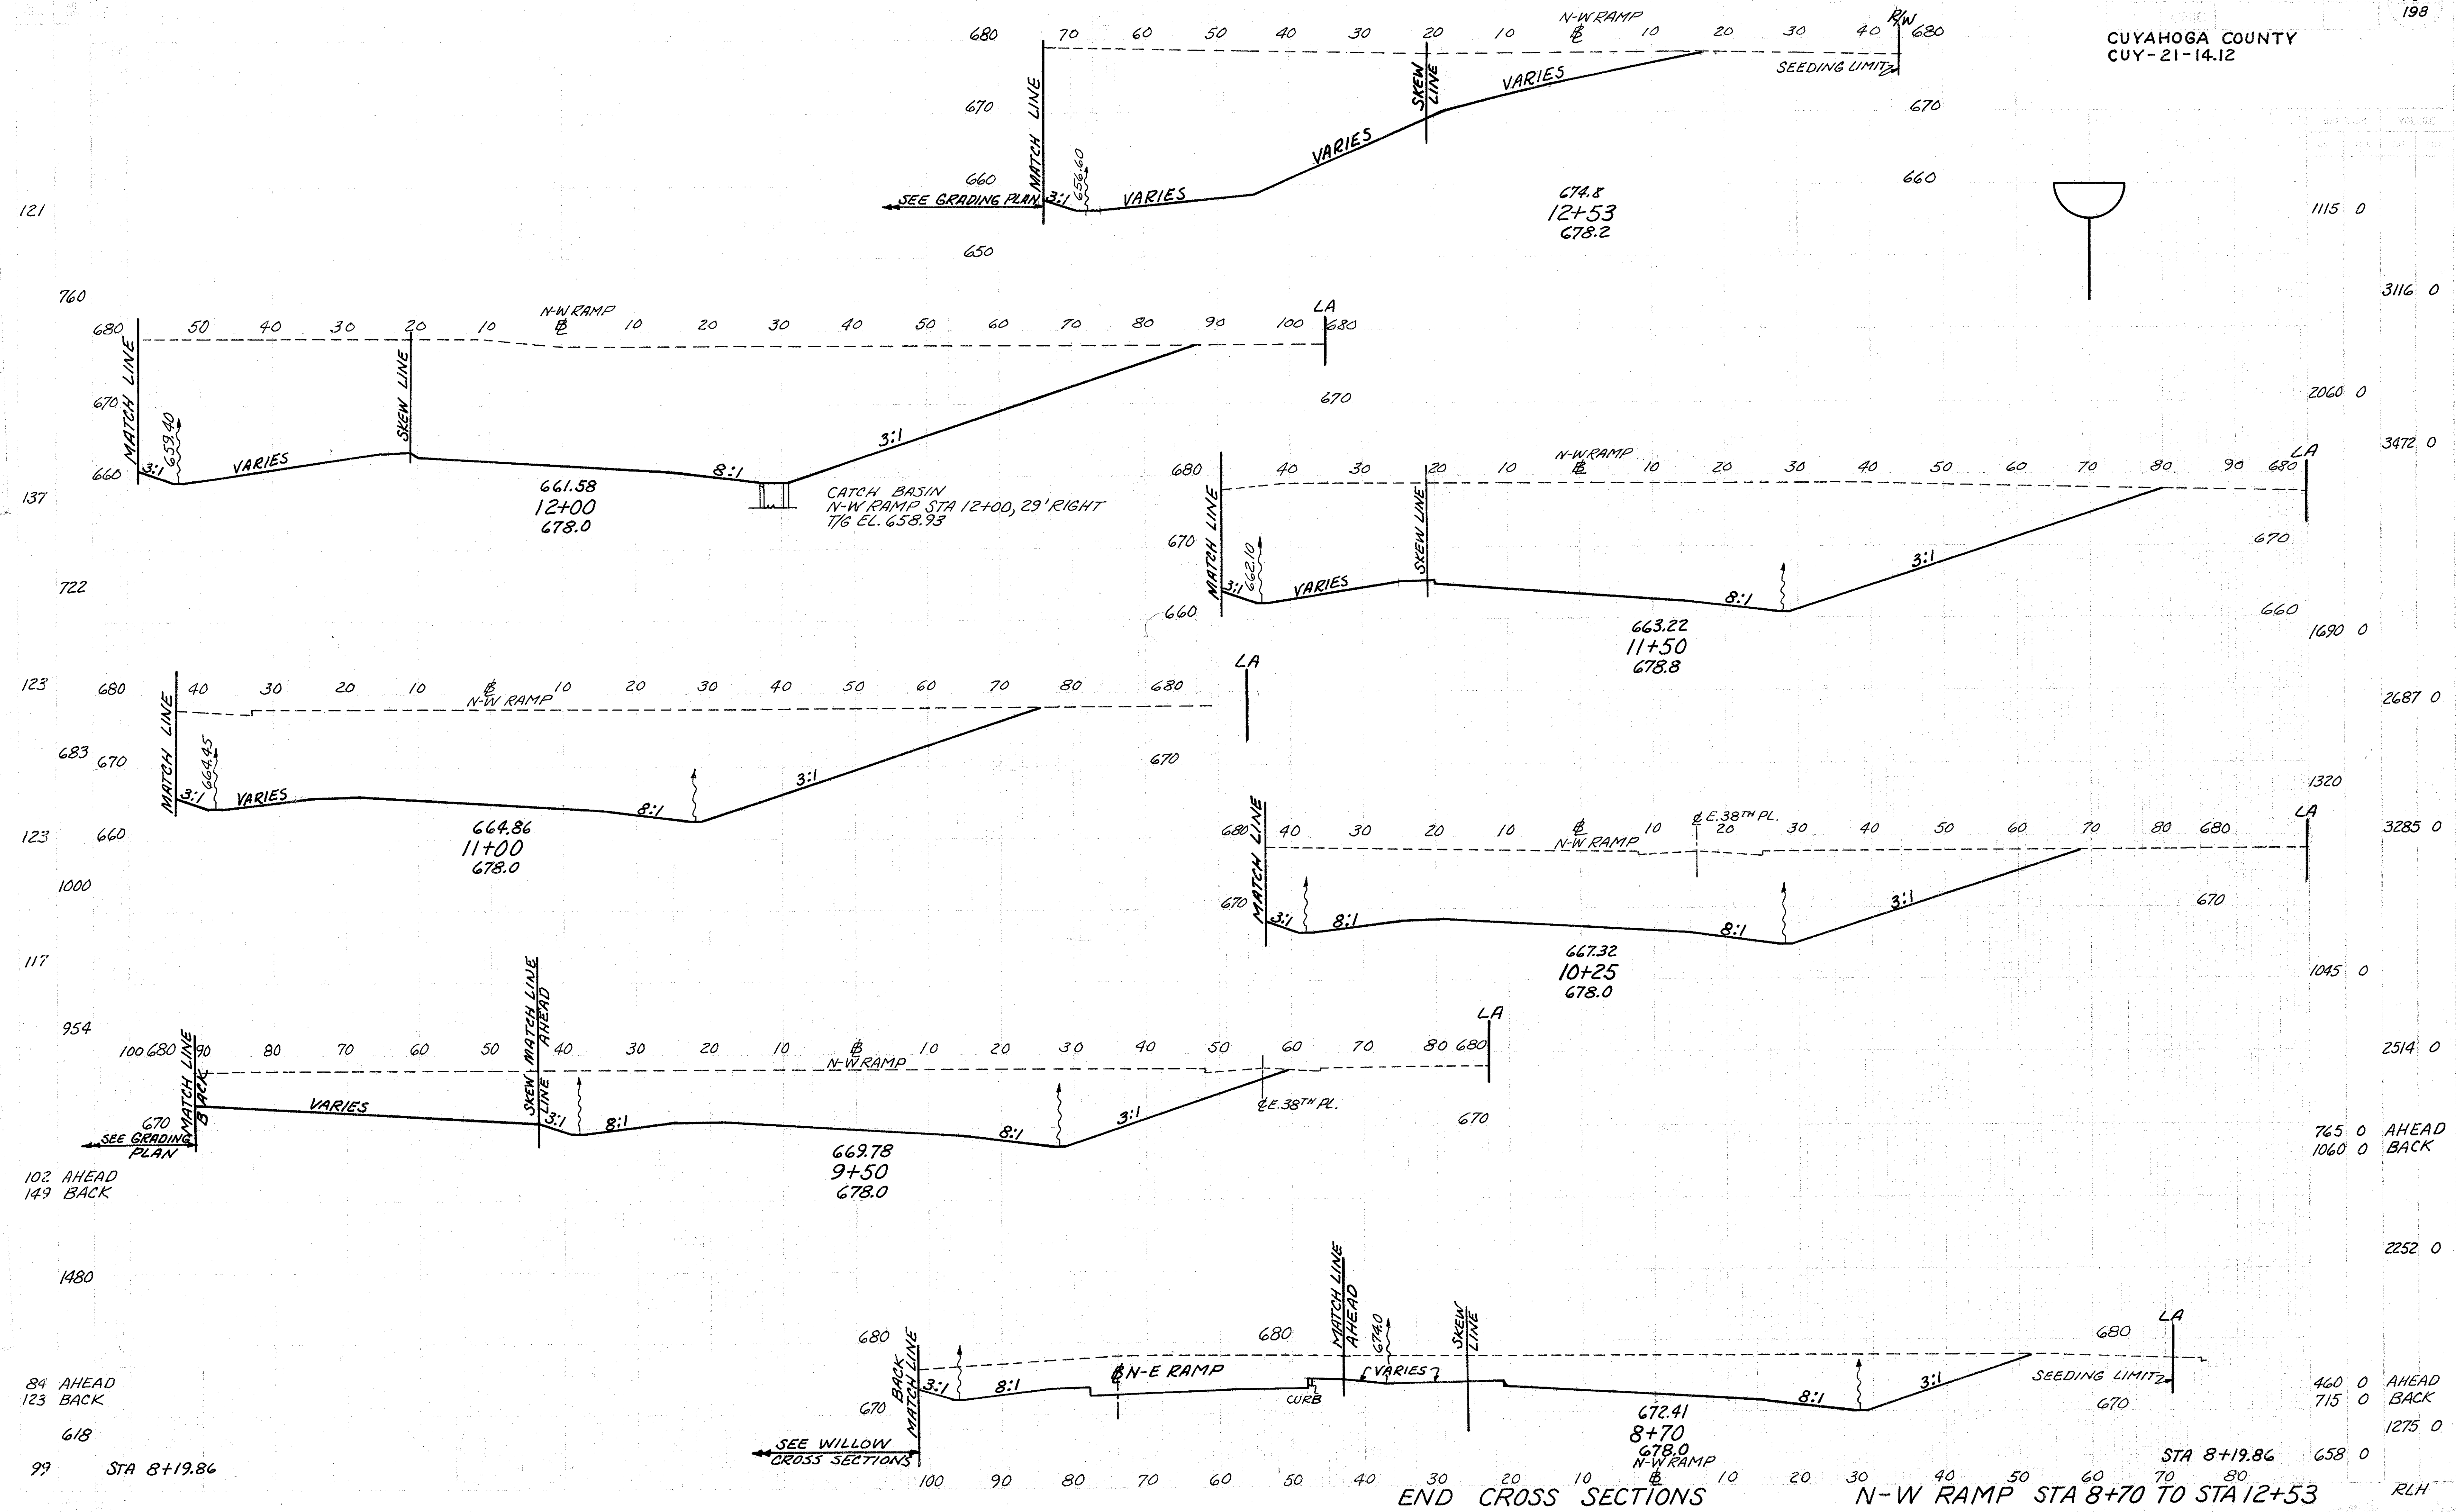 198
CUYAHOGA COUNTY
CUY-21-14.12
N-W RAMP
R/W
680 70 60 50 40 30 20 10 10 20 30 40 680
SEEDING LIMIT
MATCH LINE
SKEW LINE
VARIES
670 670
VARIES
660 656.60 660
SEE GRADING PLAN 3:1 VARIES
674.8
12+53
678.2
650
121
1115 0
760
3116 0
N-W RAMP
LA
680 50 40 30 20 10 10 20 30 40 50 60 70 80 90 100 680
MATCH LINE
SKEW LINE
670 670
2060 0
659.40
3:1
660 3:1 VARIES 8:1
661.58
12+00
678.0
CATCH BASIN
N-W RAMP STA 12+00, 29' RIGHT
T/G EL. 658.93
137
3472 0
N-W RAMP
LA
680 40 30 20 10 10 20 30 40 50 60 70 80 90 680
MATCH LINE
SKEW LINE
670 670
662.10
3:1 VARIES 8:1 3:1
660 660
663.22
11+50
678.8
722
1690 0
123
LA
680 40 30 20 10 10 20 30 40 50 60 70 80 680
N-W RAMP
2687 0
MATCH LINE
683
670 670
664.45
3:1 VARIES 8:1 3:1
660
664.86
11+00
678.0
1320
123
3285 0
℄ E. 38TH PL.
LA
680 40 30 20 10 10 20 30 40 50 60 70 80 680
N-W RAMP
MATCH LINE
670 670
3:1 8:1 8:1 3:1
667.32
10+25
678.0
1000
117
1045 0
954
2514 0
LA
100 680 90 80 70 60 50 40 30 20 10 10 20 30 40 50 60 70 80 680
N-W RAMP
MATCH LINE BACK
SKEW LINE
MATCH LINE AHEAD
℄ E. 38TH PL.
VARIES
670 3:1 8:1 8:1 3:1 670
SEE GRADING
PLAN
669.78
9+50
678.0
765 0 AHEAD
1060 0 BACK
102 AHEAD
149 BACK
2252 0
1480
MATCH LINE AHEAD
SKEW LINE
LA
680 680 680
674.0
BACK
MATCH LINE
N-E RAMP
VARIES
3:1 8:1 8:1 3:1
SEEDING LIMIT
CURB
670 670
84 AHEAD
123 BACK
460 0 AHEAD
715 0 BACK
672.41
8+70
678.0
N-W RAMP
618
1275 0
SEE WILLOW
CROSS SECTIONS
99 STA 8+19.86
STA 8+19.86 658 0
100 90 80 70 60 50 40 30 20 10 10 20 30 40 50 60 70 80
END CROSS SECTIONS N-W RAMP STA 8+70 TO STA 12+53
RLH